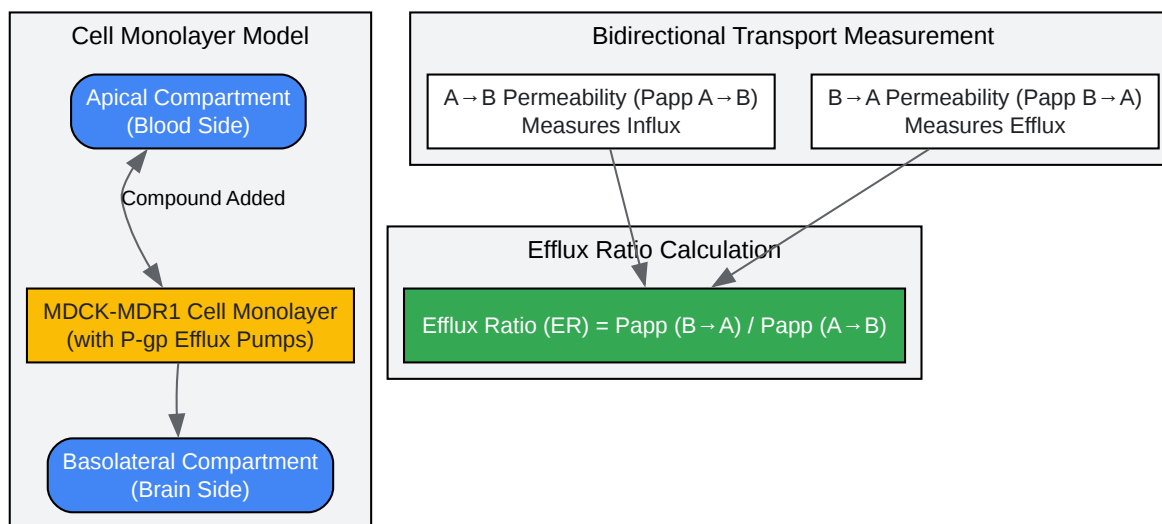 Cell Monolayer Model
Apical Compartment
(Blood Side)
Compound Added
MDCK-MDR1 Cell Monolayer
(with P-gp Efflux Pumps)
Basolateral Compartment
(Brain Side)
Bidirectional Transport Measurement
A→B Permeability (Papp A→B)
Measures Influx
B→A Permeability (Papp B→A)
Measures Efflux
Efflux Ratio Calculation
Efflux Ratio (ER) = Papp (B→A) / Papp (A→B)